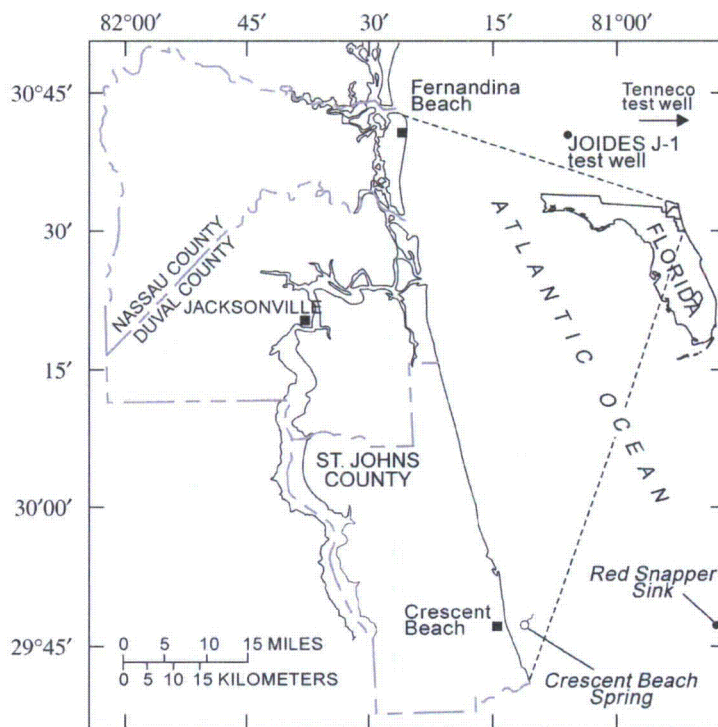 82°00′ 45′ 30′ 15′ 81°00′
30°45′
Fernandina
Beach
Tenneco
test well
JOIDES J-1
test well
30′
NASSAU COUNTY
DUVAL COUNTY
FLORIDA
ATLANTIC OCEAN
JACKSONVILLE
15′
ST. JOHNS
COUNTY
30°00′
Red Snapper
Sink
Crescent
Beach
29°45′
0 5 10 15 MILES
0 5 10 15 KILOMETERS
Crescent Beach
Spring